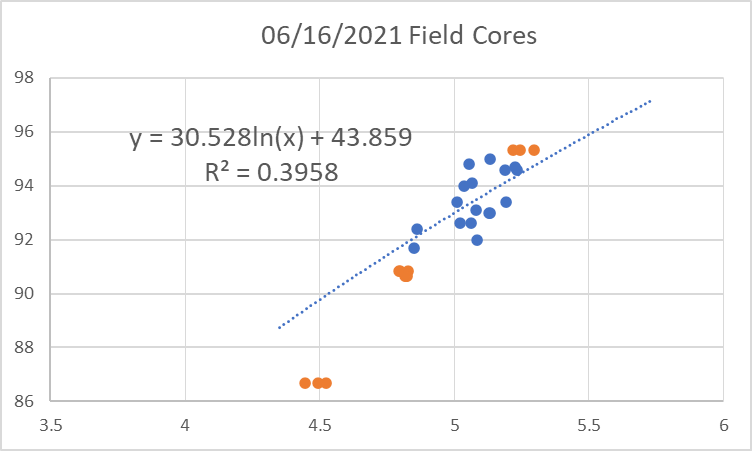 06/16/2021 Field Cores
98
96
94
92
90
88
86
y = 30.528ln(x) + 43.859
R² = 0.3958
3.5 4 4.5 5 5.5 6